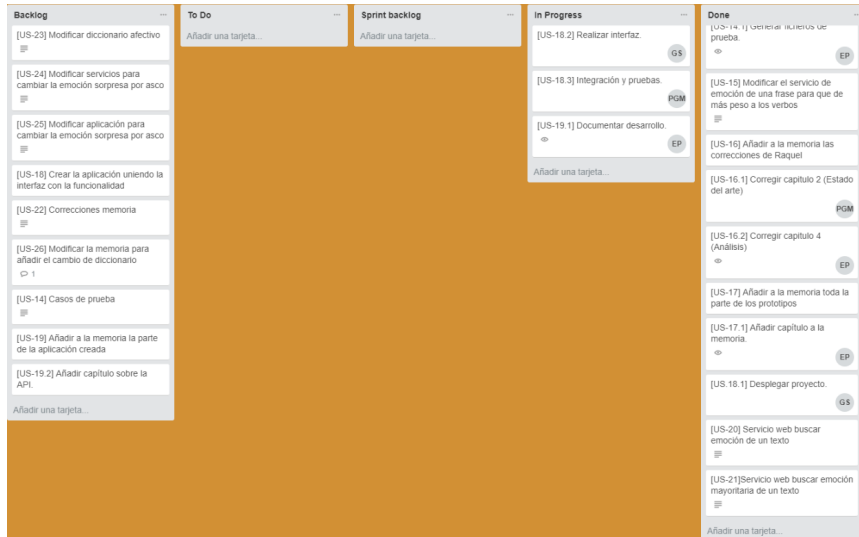 Backlog
[US-23] Modificar diccionario afectivo
[US-24] Modificar servicios para
cambiar la emoción sorpresa por asco
[US-25] Modificar aplicación para
cambiar la emoción sorpresa por asco
[US-18] Crear la aplicación uniendo la
interfaz con la funcionalidad
[US-22] Correcciones memoria
[US-26] Modificar la memoria para
añadir el cambio de diccionario
1
[US-14] Casos de prueba
[US-19] Añadir a la memoria la parte
de la aplicación creada
[US-19.2] Añadir capítulo sobre la
API.
Añadir una tarjeta...
To Do
Añadir una tarjeta...
Sprint backlog
Añadir una tarjeta...
In Progress
[US-18.2] Realizar interfaz.
GS
[US-18.3] Integración y pruebas.
PGM
[US-19.1] Documentar desarrollo.
EP
Añadir una tarjeta...
Done
[US-14.1] Generar ficheros de
prueba.
EP
[US-15] Modificar el servicio de
emoción de una frase para que de
más peso a los verbos
[US-16] Añadir a la memoria las
correcciones de Raquel
[US-16.1] Corregir capitulo 2 (Estado
del arte)
PGM
[US-16.2] Corregir capitulo 4
(Análisis)
EP
[US-17] Añadir a la memoria toda la
parte de los prototipos
[US-17.1] Añadir capítulo a la
memoria.
EP
[US.18.1] Desplegar proyecto.
GS
[US-20] Servicio web buscar
emoción de un texto
[US-21]Servicio web buscar emoción
mayoritaria de un texto
Añadir una tarjeta...